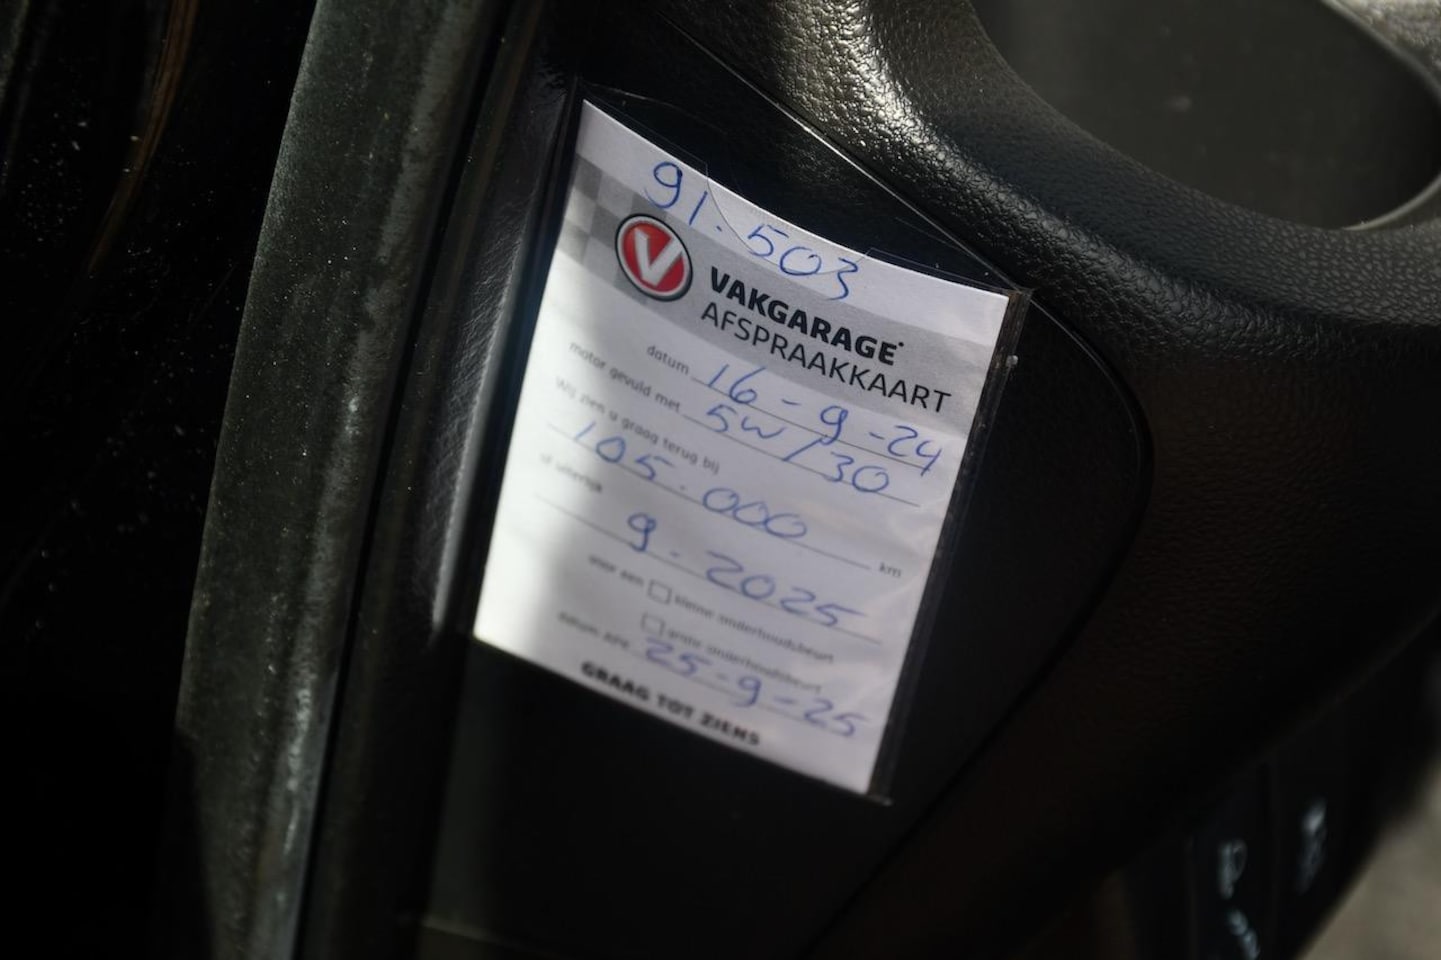 91.503
V VAKGARAGE
AFSPRAAKKAART
datum 16-9-24
motor gevuld met 5W/30
Wij zien u graag terug bij
105.000 km
of uiterlijk
9-2025
voor een kleine onderhoudsbeurt
grote onderhoudsbeurt
datum APK 25-9-25
GRAAG TOT ZIENS